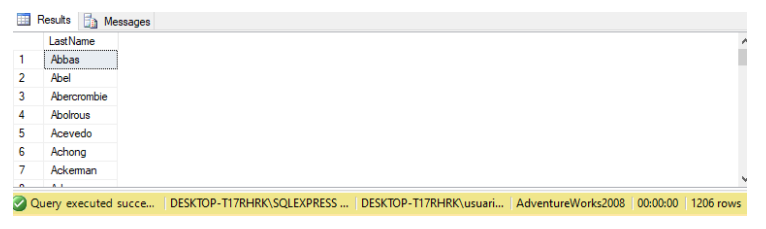 Results Messages
LastName
1 Abbas
2 Abel
3 Abercrombie
4 Abolrous
5 Acevedo
6 Achong
7 Ackerman
Query executed succe... DESKTOP-T17RHRK\SQLEXPRESS ... DESKTOP-T17RHRK\usuari... AdventureWorks2008 00:00:00 1206 rows